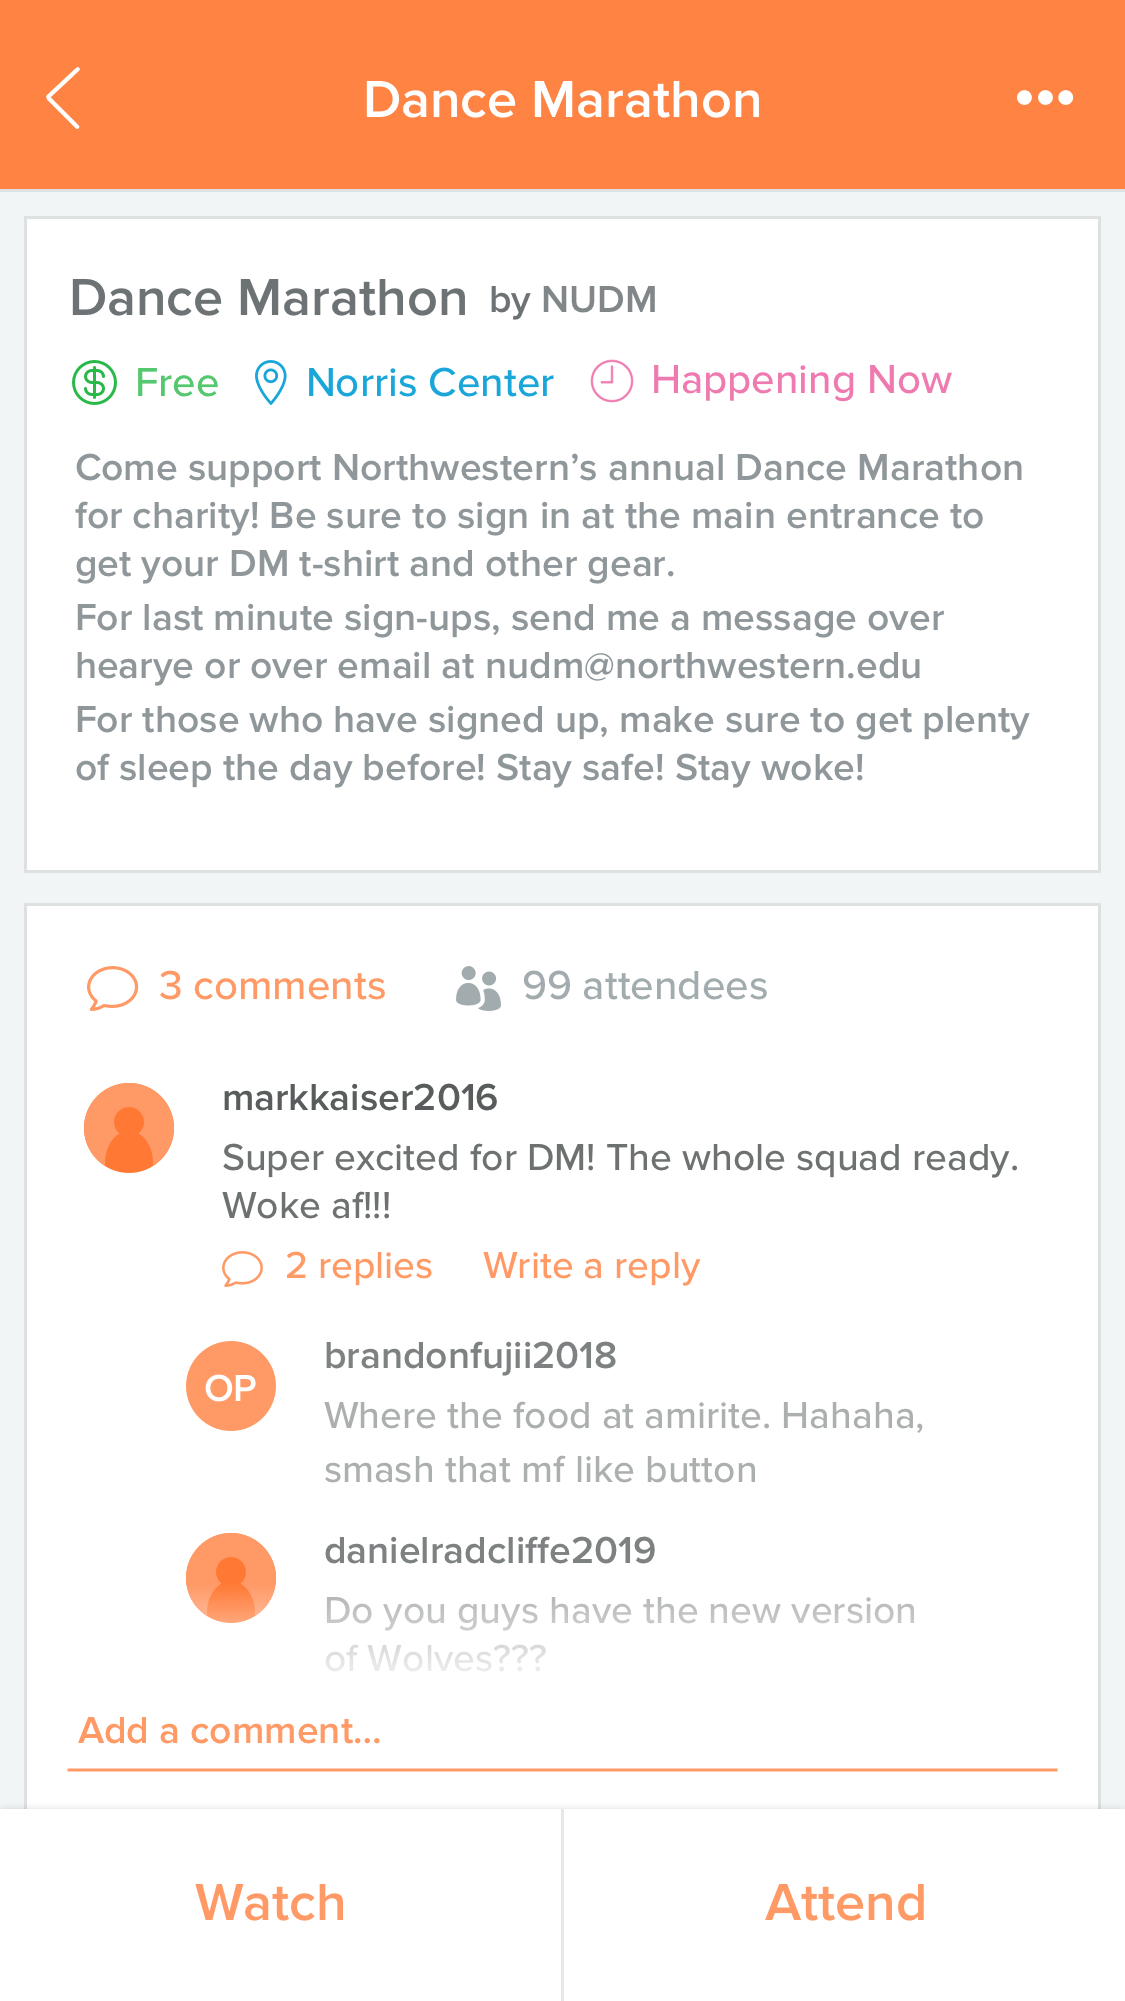 Dance Marathon
Dance Marathon by NUDM
Free Norris Center Happening Now
Come support Northwestern’s annual Dance Marathon
for charity! Be sure to sign in at the main entrance to
get your DM t-shirt and other gear.
For last minute sign-ups, send me a message over
hearye or over email at nudm@northwestern.edu
For those who have signed up, make sure to get plenty
of sleep the day before! Stay safe! Stay woke!
3 comments 99 attendees
markkaiser2016
Super excited for DM! The whole squad ready.
Woke af!!!
2 replies Write a reply
brandonfujii2018
OP
Where the food at amirite. Hahaha,
smash that mf like button
danielradcliffe2019
Do you guys have the new version
of Wolves???
Add a comment...
Watch Attend